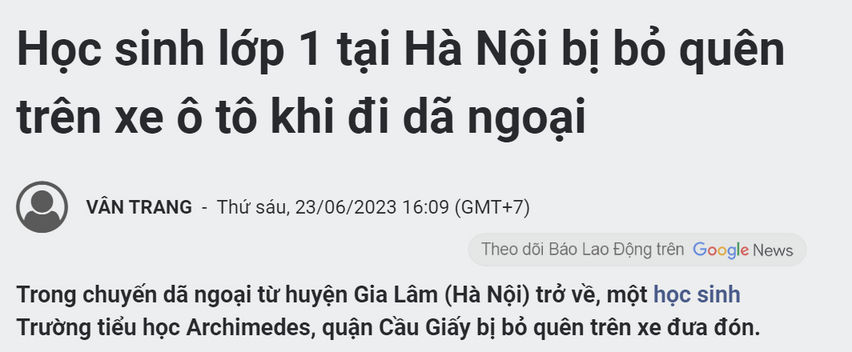 Học sinh lớp 1 tại Hà Nội bị bỏ quên
trên xe ô tô khi đi dã ngoại
VÂN TRANG - Thứ sáu, 23/06/2023 16:09 (GMT+7)
Theo dõi Báo Lao Động trên Google News
Trong chuyến dã ngoại từ huyện Gia Lâm (Hà Nội) trở về, một học sinh
Trường tiểu học Archimedes, quận Cầu Giấy bị bỏ quên trên xe đưa đón.